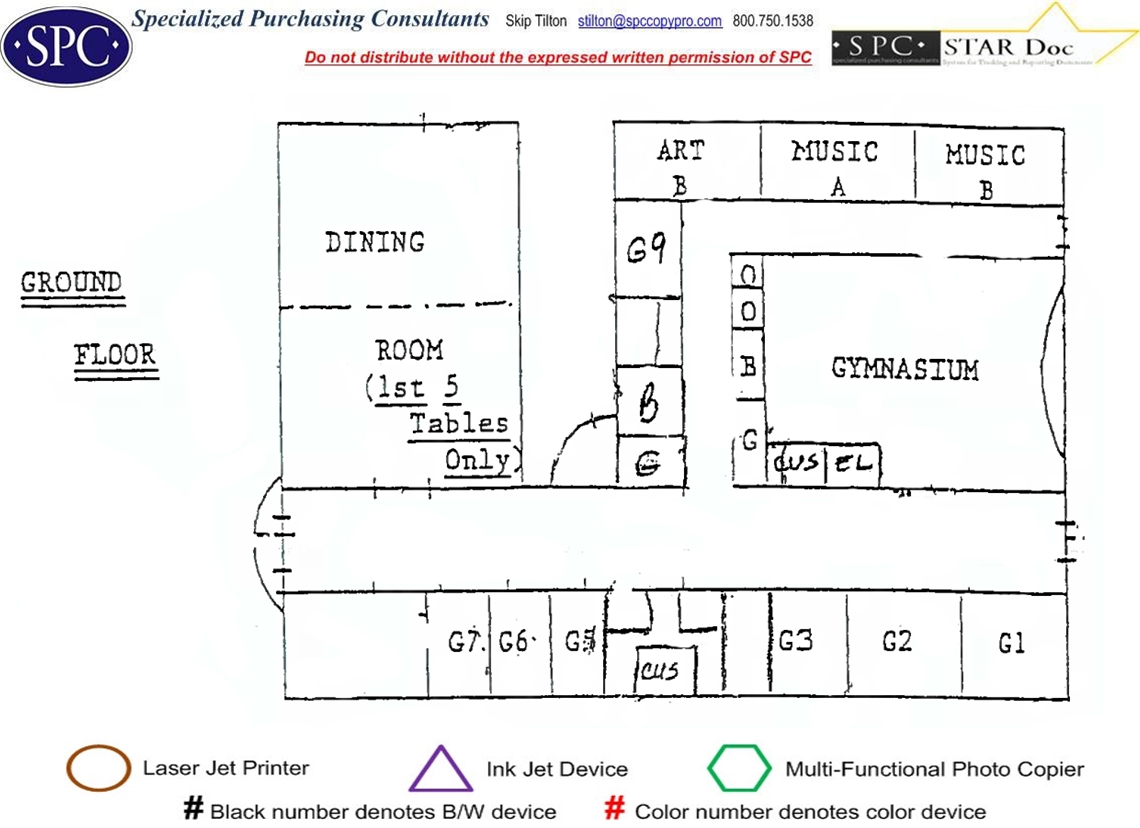 Specialized Purchasing Consultants Skip Tilton stilton@spccopypro.com 800.750.1538
·SPC·
Do not distribute without the expressed written permission of SPC
·SPC· STAR Doc
specialized purchasing consultants System for Tracking and Reporting Documents
ART
B
MUSIC
A
MUSIC
B
DINING
G9
GROUND
O
O
FLOOR
ROOM
(1st 5
Tables
Only)
B
GYMNASIUM
B
G
G
CUS
EL
G7.
G6.
G5
G3
G2
G1
CUS
Laser Jet Printer
Ink Jet Device
Multi-Functional Photo Copier
# Black number denotes B/W device
# Color number denotes color device